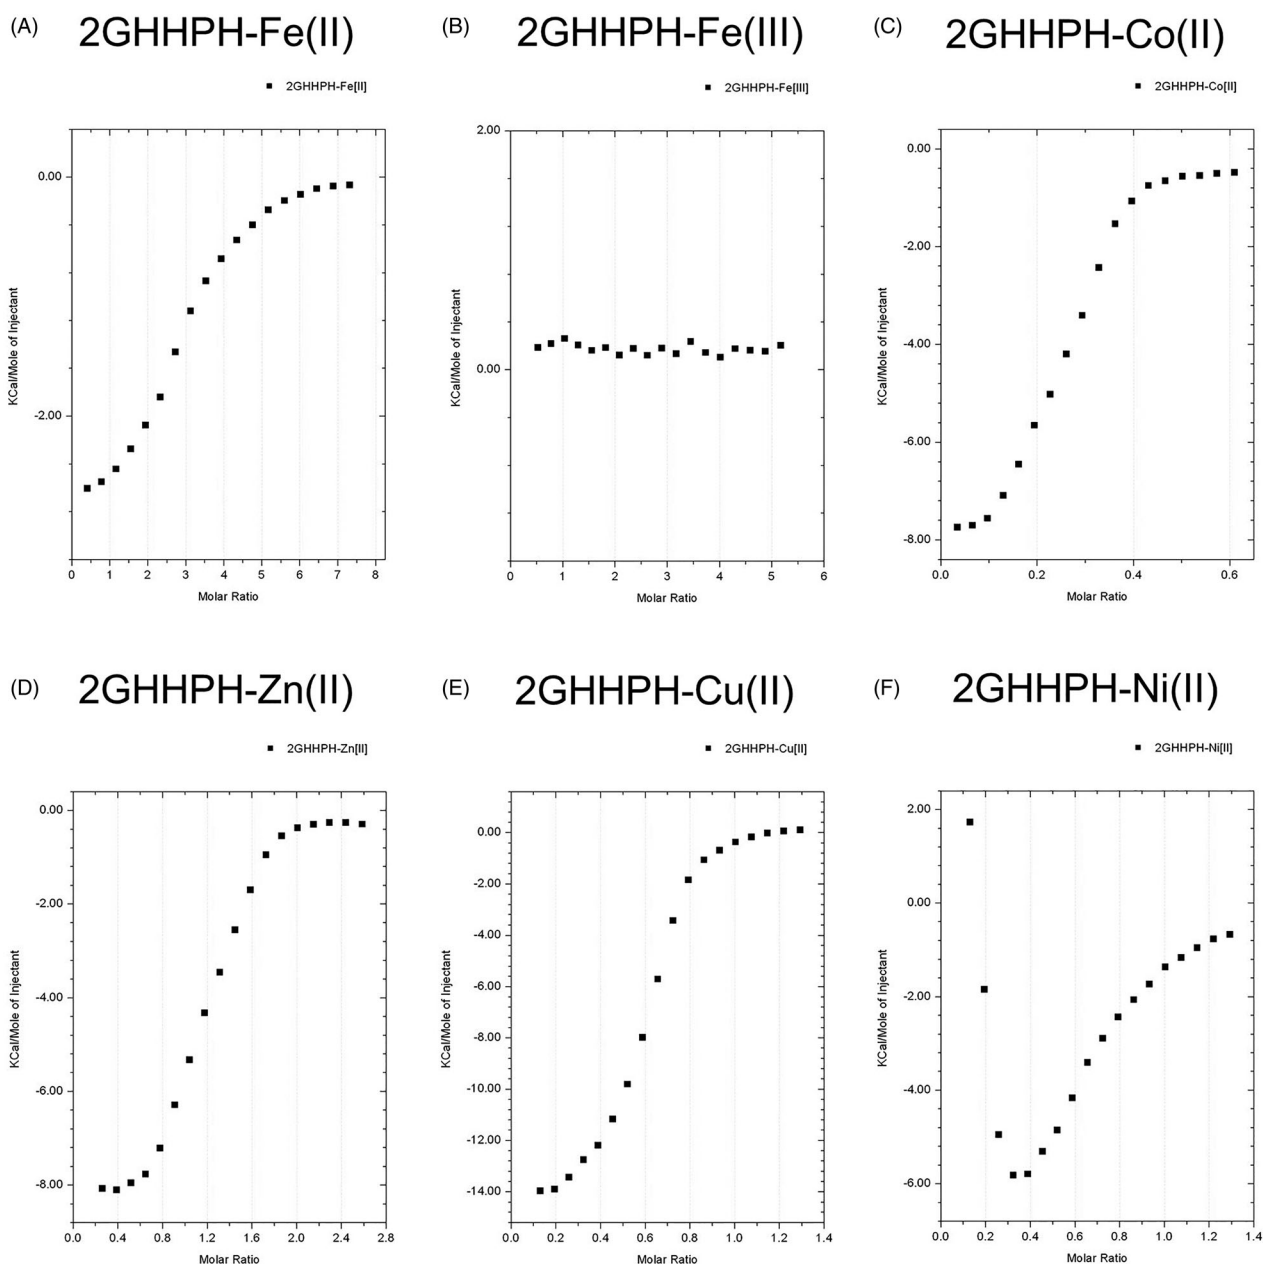 (A) 2GHHPH-Fe(II)
2GHHPH-Fe[II]
0.00
-2.00
KCal/Mole of Injectant
0 1 2 3 4 5 6 7 8
Molar Ratio
(B) 2GHHPH-Fe(III)
2GHHPH-Fe[III]
2.00
0.00
KCal/Mole of Injectant
0 1 2 3 4 5 6
Molar Ratio
(C) 2GHHPH-Co(II)
2GHHPH-Co[II]
0.00
-2.00
-4.00
-6.00
-8.00
KCal/Mole of Injectant
0.0 0.2 0.4 0.6
Molar Ratio
(D) 2GHHPH-Zn(II)
2GHHPH-Zn[II]
0.00
-2.00
-4.00
-6.00
-8.00
KCal/Mole of Injectant
0.0 0.4 0.8 1.2 1.6 2.0 2.4 2.8
Molar Ratio
(E) 2GHHPH-Cu(II)
2GHHPH-Cu[II]
0.00
-2.00
-4.00
-6.00
-8.00
-10.00
-12.00
-14.00
KCal/Mole of Injectant
0.0 0.2 0.4 0.6 0.8 1.0 1.2 1.4
Molar Ratio
(F) 2GHHPH-Ni(II)
2GHHPH-Ni[II]
2.00
0.00
-2.00
-4.00
-6.00
KCal/Mole of Injectant
0.0 0.2 0.4 0.6 0.8 1.0 1.2 1.4
Molar Ratio